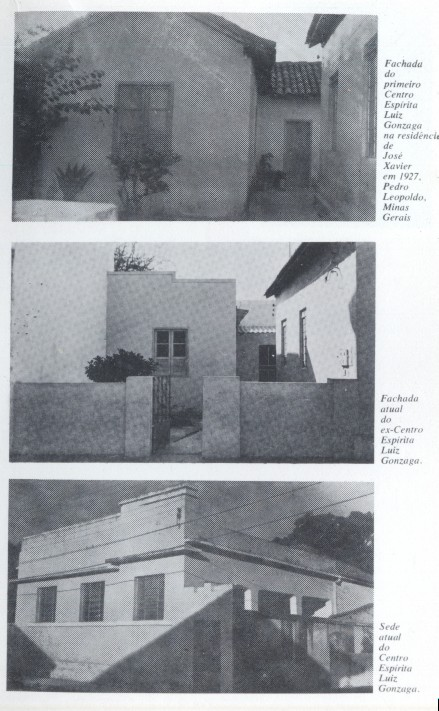 Fachada
do
primeiro
Centro
Espírita
Luiz
Gonzaga
na residência
de
José
Xavier
em 1927,
Pedro
Leopoldo,
Minas
Gerais
Fachada
atual
do
ex-Centro
Espírita
Luiz
Gonzaga.
Sede
atual
do
Centro
Espírita
Luiz
Gonzaga.